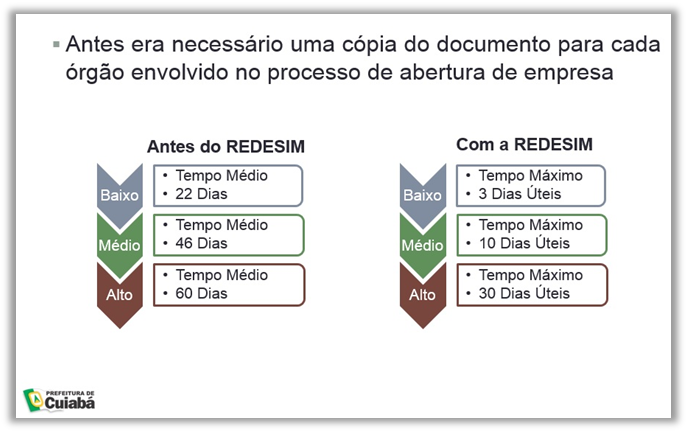 Antes era necessário uma cópia do documento para cada
órgão envolvido no processo de abertura de empresa
Antes do REDESIM
Baixo
• Tempo Médio
• 22 Dias
Médio
• Tempo Médio
• 46 Dias
Alto
• Tempo Médio
• 60 Dias
Com a REDESIM
Baixo
• Tempo Máximo
• 3 Dias Úteis
Médio
• Tempo Máximo
• 10 Dias Úteis
Alto
• Tempo Máximo
• 30 Dias Úteis
PREFEITURA DE
Cuiabá